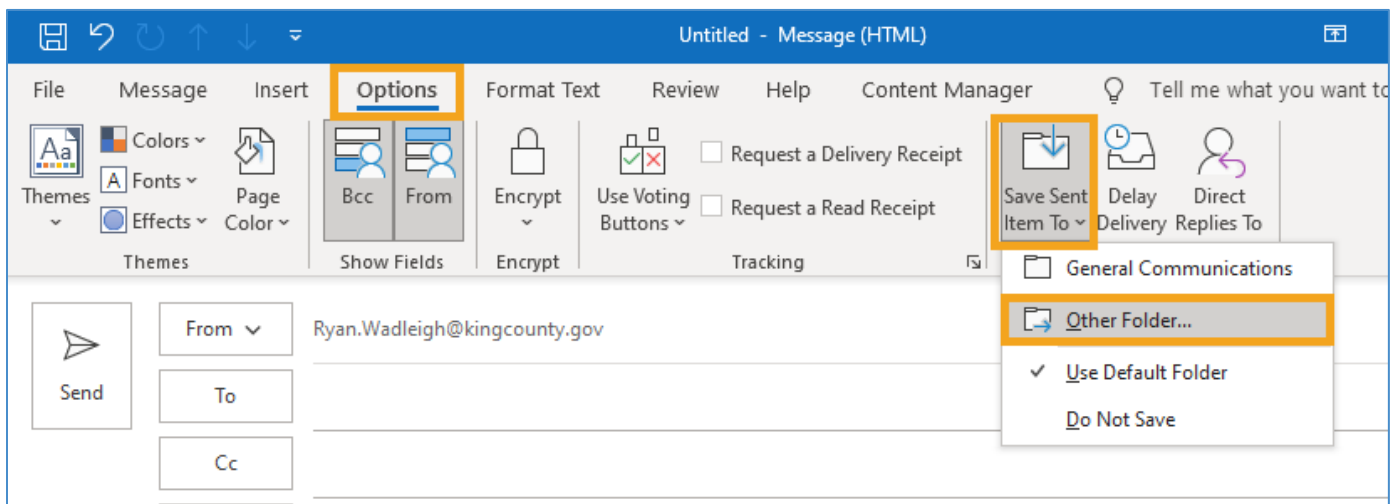 Untitled - Message (HTML)
File Message Insert Options Format Text Review Help Content Manager Tell me what you want to
Aa Themes
Colors
A Fonts
Effects
Page
Color
Themes
Bcc From
Show Fields
Encrypt
Encrypt
Use Voting
Buttons
Request a Delivery Receipt
Request a Read Receipt
Tracking
Save Sent
Item To
Delay
Delivery
Direct
Replies To
General Communications
Other Folder...
Use Default Folder
Do Not Save
Send
From Ryan.Wadleigh@kingcounty.gov
To
Cc